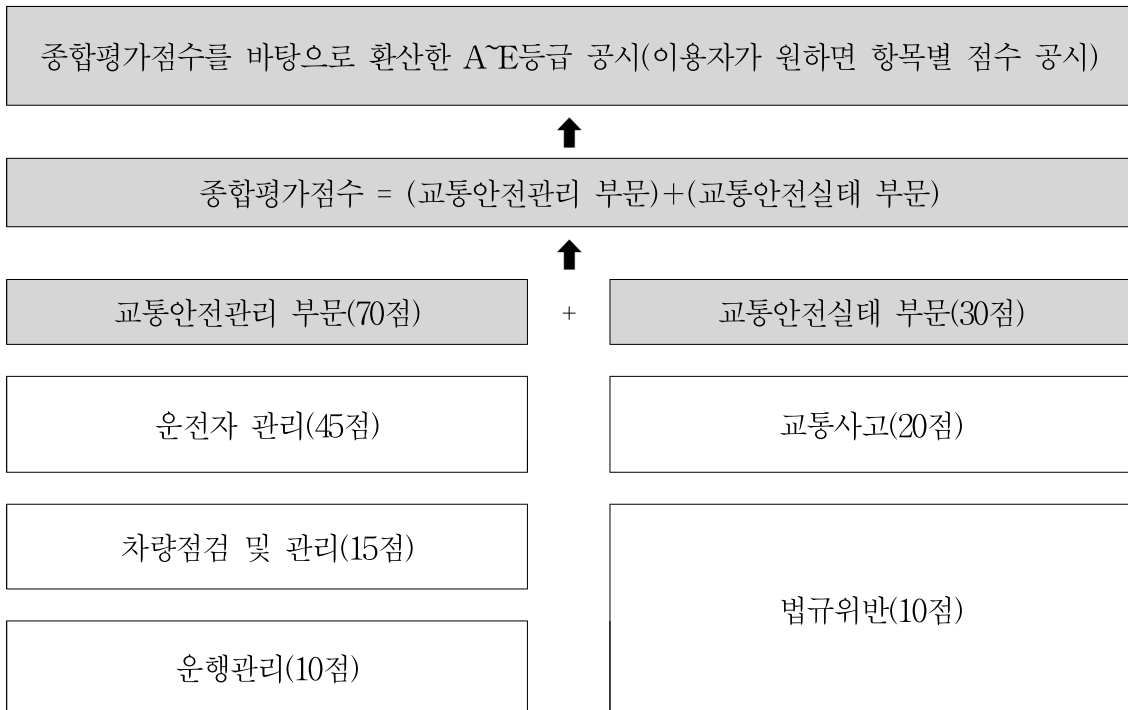 종합평가점수를 바탕으로 환산한 A~E등급 공시(이용자가 원하면 항목별 점수 공시)
종합평가점수 = (교통안전관리 부문)+(교통안전실태 부문)
교통안전관리 부문(70점)
+
교통안전실태 부문(30점)
운전자 관리(45점)
교통사고(20점)
차량점검 및 관리(15점)
법규위반(10점)
운행관리(10점)